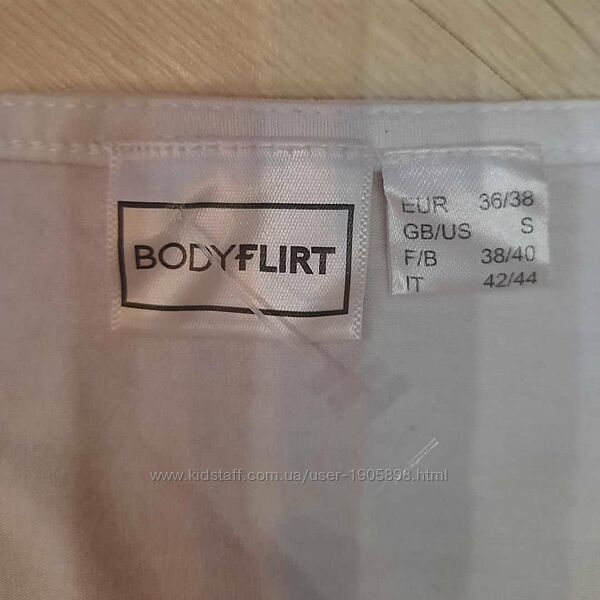 BODYFLIRT
EUR 36/38
GB/US S
F/B 38/40
IT 42/44
www.kidstaff.com.ua/user-1905898.html